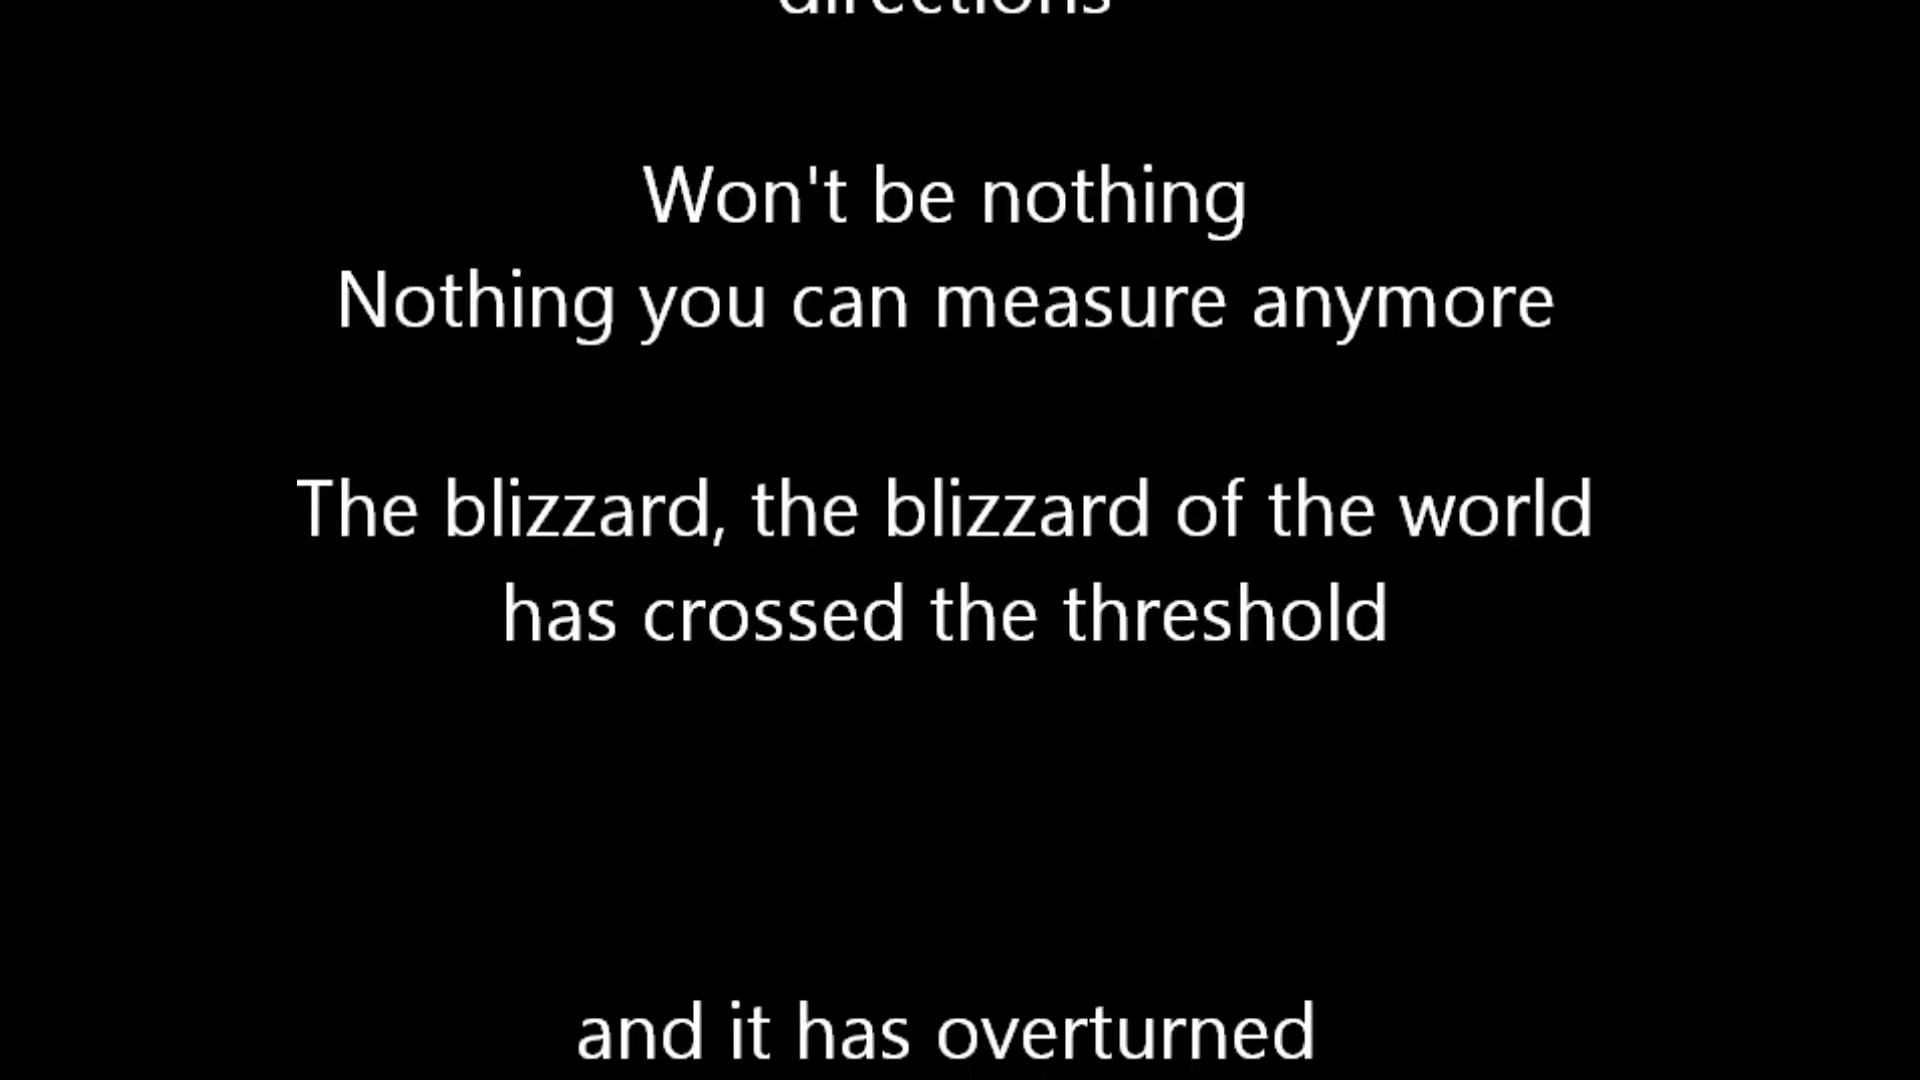 directions
Won't be nothing
Nothing you can measure anymore
The blizzard, the blizzard of the world
has crossed the threshold
and it has overturned